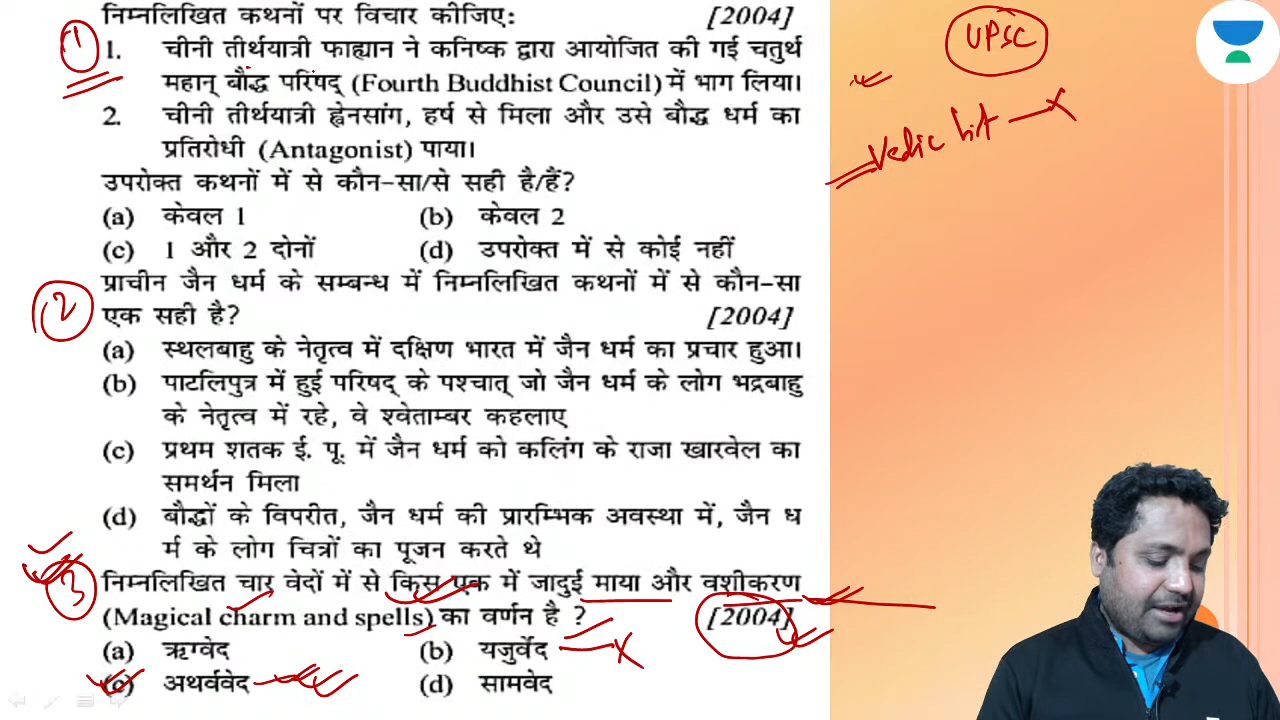 निम्नलिखित कथनों पर विचार कीजिए: [2004]
1. चीनी तीर्थयात्री फाह्यान ने कनिष्क द्वारा आयोजित की गई चतुर्थ
महान् बौद्ध परिषद् (Fourth Buddhist Council) में भाग लिया।
2. चीनी तीर्थयात्री ह्वेनसांग, हर्ष से मिला और उसे बौद्ध धर्म का
प्रतिरोधी (Antagonist) पाया।
उपरोक्त कथनों में से कौन-सा/से सही है/हैं?
(a) केवल 1 (b) केवल 2
(c) 1 और 2 दोनों (d) उपरोक्त में से कोई नहीं
प्राचीन जैन धर्म के सम्बन्ध में निम्नलिखित कथनों में से कौन-सा
एक सही है? [2004]
(a) स्थलबाहु के नेतृत्व में दक्षिण भारत में जैन धर्म का प्रचार हुआ।
(b) पाटलिपुत्र में हुई परिषद् के पश्चात् जो जैन धर्म के लोग भद्रबाहु
के नेतृत्व में रहे, वे श्वेताम्बर कहलाए
(c) प्रथम शतक ई. पू. में जैन धर्म को कलिंग के राजा खारवेल का
समर्थन मिला
(d) बौद्धों के विपरीत, जैन धर्म की प्रारम्भिक अवस्था में, जैन ध
र्म के लोग चित्रों का पूजन करते थे
निम्नलिखित चार वेदों में से किस एक में जादुई माया और वशीकरण
(Magical charm and spells) का वर्णन है ? [2004]
(a) ऋग्वेद (b) यजुर्वेद
(c) अथर्ववेद (d) सामवेद
1
2
3
UPSC
Vedic lit